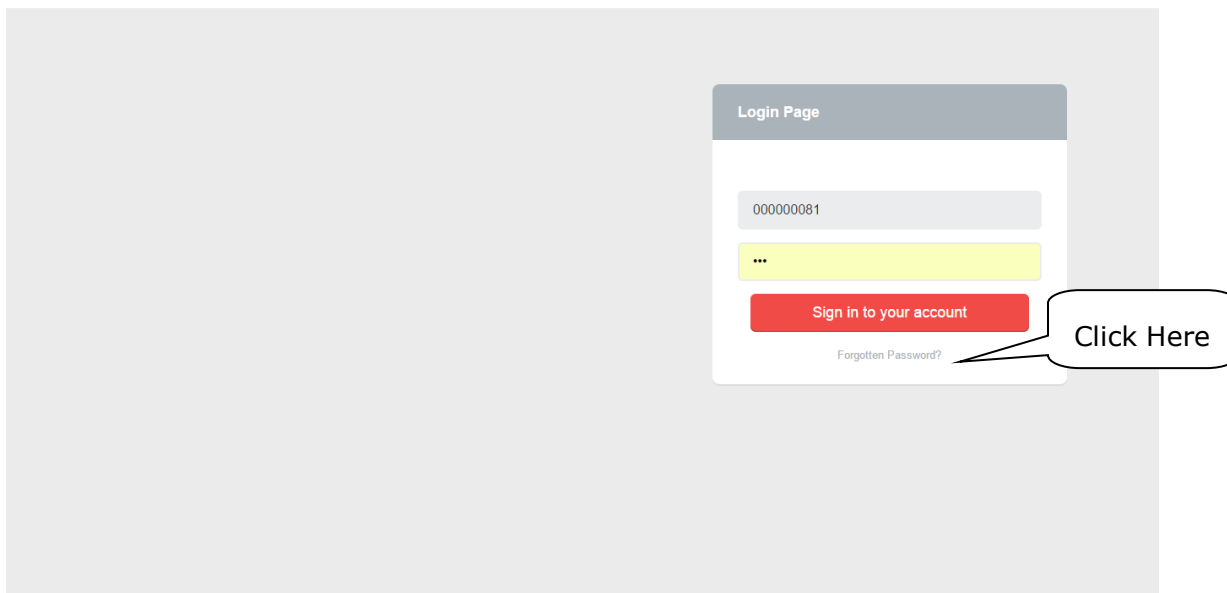 Login Page
000000081
•••
Sign in to your account
Click Here
Forgotten Password?